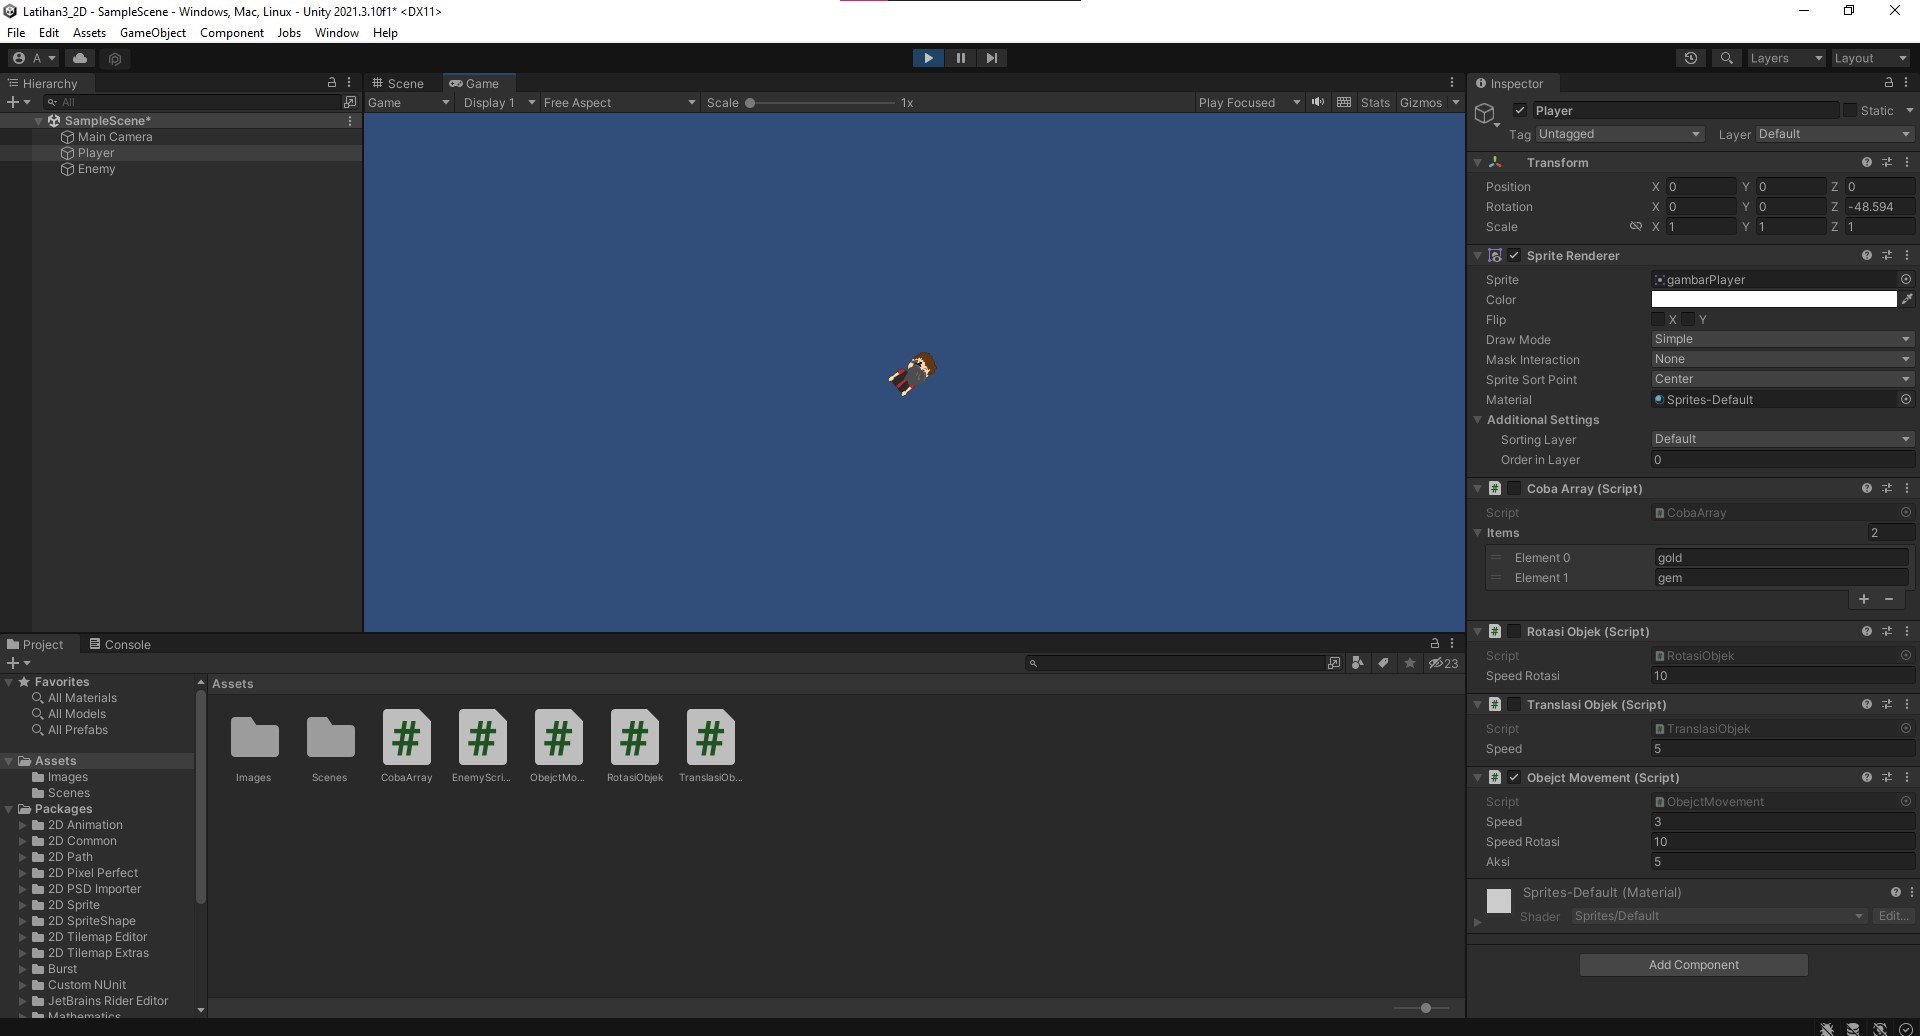 Latihan3_2D - SampleScene - Windows, Mac, Linux - Unity 2021.3.10f1* <DX11>
File Edit Assets GameObject Component Jobs Window Help
A Layers Layout
Hierarchy
All
SampleScene*
Main Camera
Player
Enemy
Scene Game
Game Display 1 Free Aspect Scale 1x Play Focused Stats Gizmos
Project Console
23
Favorites
All Materials
All Models
All Prefabs
Assets
Images
Scenes
Packages
2D Animation
2D Common
2D Path
2D Pixel Perfect
2D PSD Importer
2D Sprite
2D SpriteShape
2D Tilemap Editor
2D Tilemap Extras
Burst
Custom NUnit
JetBrains Rider Editor
Mathematics
Assets
Images Scenes CobaArray EnemyScri... ObejctMo... RotasiObjek TranslasiOb...
Inspector
Player Static
Tag Untagged Layer Default
Transform
Position X 0 Y 0 Z 0
Rotation X 0 Y 0 Z -48.594
Scale X 1 Y 1 Z 1
Sprite Renderer
Sprite gambarPlayer
Color
Flip X Y
Draw Mode Simple
Mask Interaction None
Sprite Sort Point Center
Material Sprites-Default
Additional Settings
Sorting Layer Default
Order in Layer 0
# Coba Array (Script)
Script CobaArray
Items 2
Element 0 gold
Element 1 gem
+ −
# Rotasi Objek (Script)
Script RotasiObjek
Speed Rotasi 10
# Translasi Objek (Script)
Script TranslasiObjek
Speed 5
# Obejct Movement (Script)
Script ObejctMovement
Speed 3
Speed Rotasi 10
Aksi 5
Sprites-Default (Material)
Shader Sprites/Default Edit...
Add Component